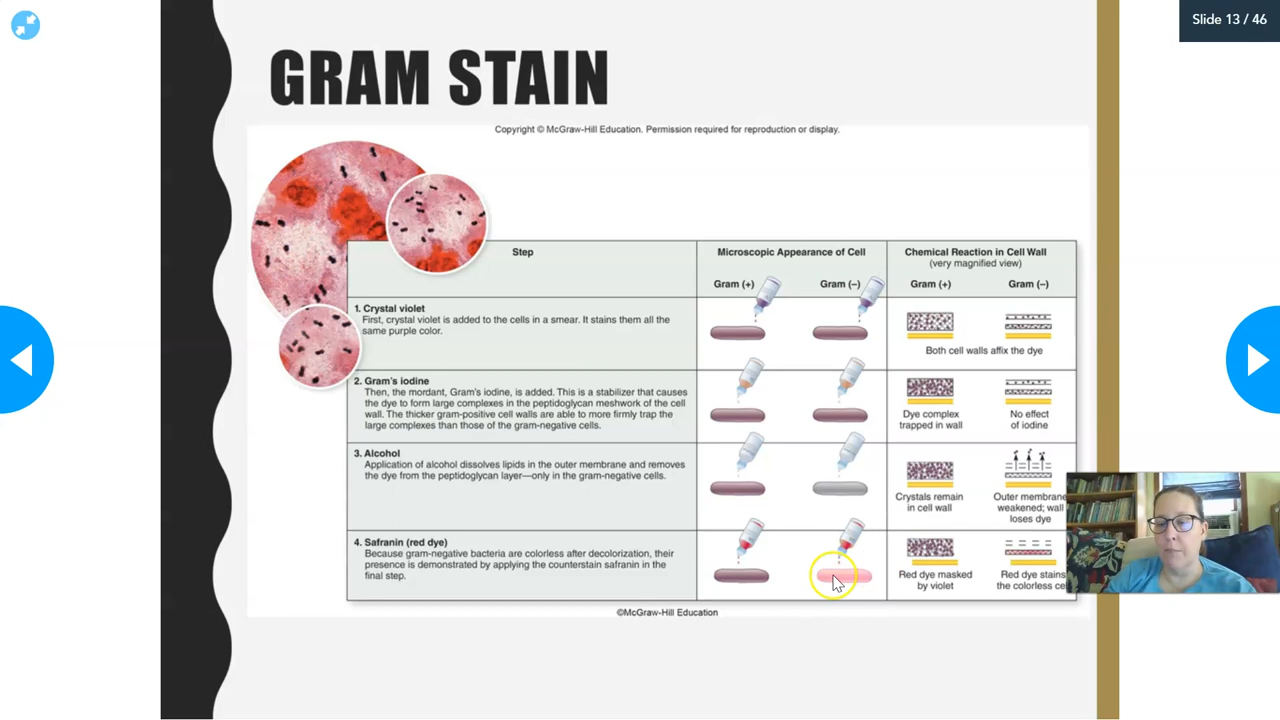 Slide 13 / 46
GRAM STAIN
Copyright © McGraw-Hill Education. Permission required for reproduction or display.
Step
Microscopic Appearance of Cell
Gram (+)
Gram (–)
Chemical Reaction in Cell Wall
(very magnified view)
Gram (+)
Gram (–)
1. Crystal violet
First, crystal violet is added to the cells in a smear. It stains them all the
same purple color.
Both cell walls affix the dye
2. Gram's iodine
Then, the mordant, Gram's iodine, is added. This is a stabilizer that causes
the dye to form large complexes in the peptidoglycan meshwork of the cell
wall. The thicker gram-positive cell walls are able to more firmly trap the
large complexes than those of the gram-negative cells.
Dye complex
trapped in wall
No effect
of iodine
3. Alcohol
Application of alcohol dissolves lipids in the outer membrane and removes
the dye from the peptidoglycan layer—only in the gram-negative cells.
Crystals remain
in cell wall
Outer membrane
weakened; wall
loses dye
4. Safranin (red dye)
Because gram-negative bacteria are colorless after decolorization, their
presence is demonstrated by applying the counterstain safranin in the
final step.
Red dye masked
by violet
Red dye stains
the colorless
©McGraw-Hill Education